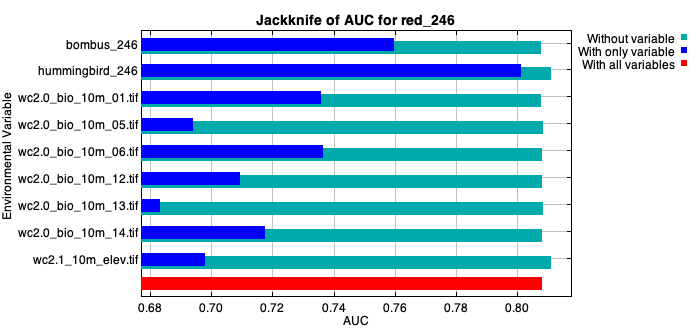 Jackknife of AUC for red_246
Without variable
With only variable
With all variables
Environmental Variable
bombus_246
hummingbird_246
wc2.0_bio_10m_01.tif
wc2.0_bio_10m_05.tif
wc2.0_bio_10m_06.tif
wc2.0_bio_10m_12.tif
wc2.0_bio_10m_13.tif
wc2.0_bio_10m_14.tif
wc2.1_10m_elev.tif
0.68 0.70 0.72 0.74 0.76 0.78 0.80
AUC